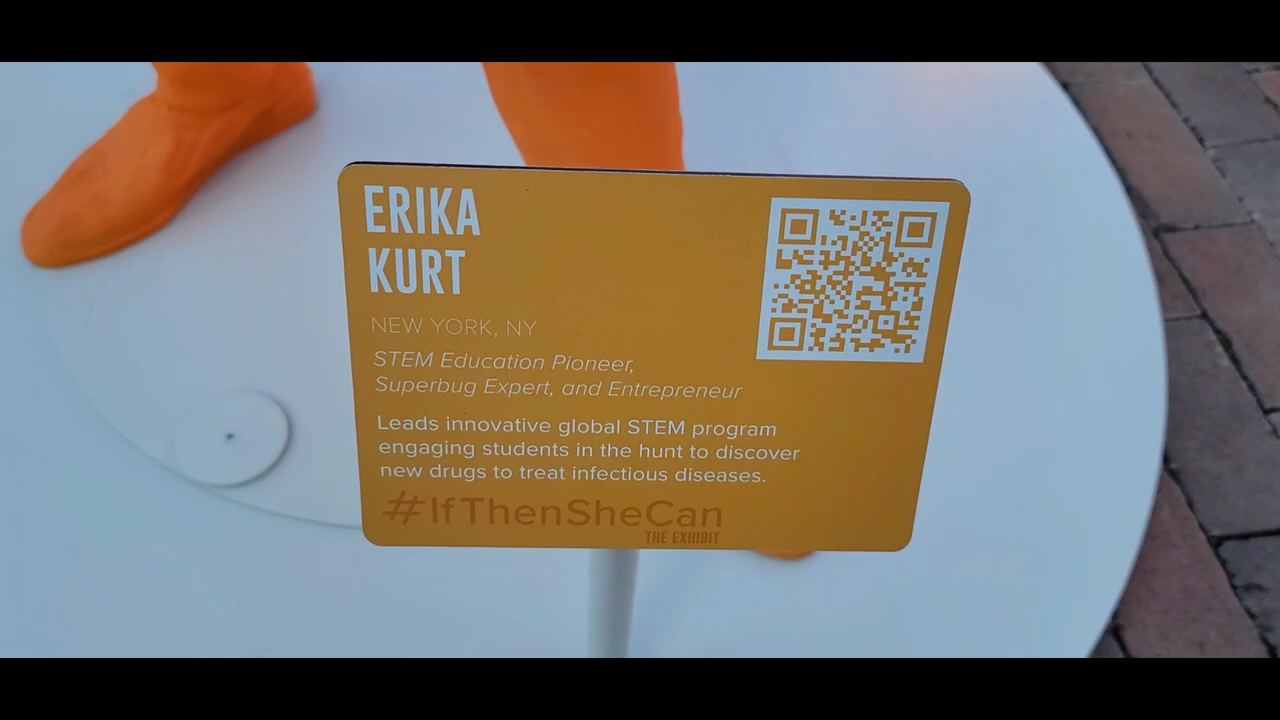 ERIKA
KURT
NEW YORK, NY
STEM Education Pioneer,
Superbug Expert, and Entrepreneur
Leads innovative global STEM program
engaging students in the hunt to discover
new drugs to treat infectious diseases.
#IfThenSheCan
THE EXHIBIT